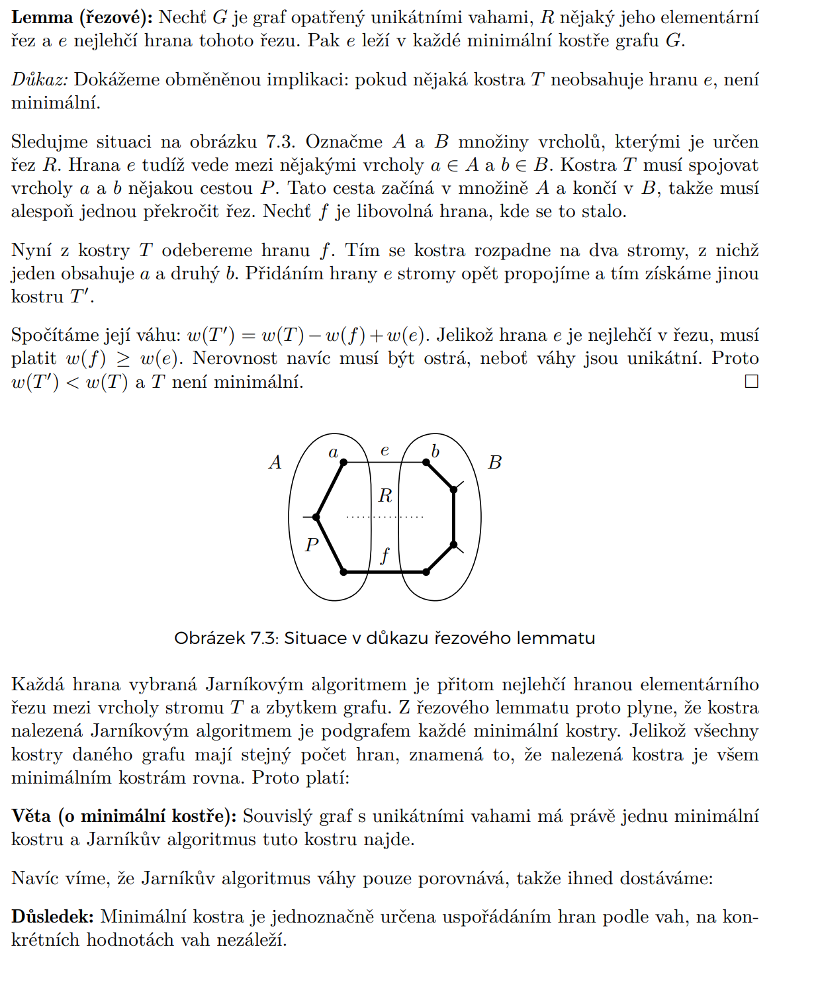 Lemma (řezové): Nechť G je graf opatřený unikátními vahami, R nějaký jeho elementární
řez a e nejlehčí hrana tohoto řezu. Pak e leží v každé minimální kostře grafu G.
Důkaz: Dokážeme obměněnou implikaci: pokud nějaká kostra T neobsahuje hranu e, není
minimální.
Sledujme situaci na obrázku 7.3. Označme A a B množiny vrcholů, kterými je určen
řez R. Hrana e tudíž vede mezi nějakými vrcholy a ∈ A a b ∈ B. Kostra T musí spojovat
vrcholy a a b nějakou cestou P. Tato cesta začíná v množině A a končí v B, takže musí
alespoň jednou překročit řez. Nechť f je libovolná hrana, kde se to stalo.
Nyní z kostry T odebereme hranu f. Tím se kostra rozpadne na dva stromy, z nichž
jeden obsahuje a a druhý b. Přidáním hrany e stromy opět propojíme a tím získáme jinou
kostru T′.
Spočítáme její váhu: w(T′) = w(T) − w(f) + w(e). Jelikož hrana e je nejlehčí v řezu, musí
platit w(f) ≥ w(e). Nerovnost navíc musí být ostrá, neboť váhy jsou unikátní. Proto
w(T′) < w(T) a T není minimální. □
A a e b B
R
P f
Obrázek 7.3: Situace v důkazu řezového lemmatu
Každá hrana vybraná Jarníkovým algoritmem je přitom nejlehčí hranou elementárního
řezu mezi vrcholy stromu T a zbytkem grafu. Z řezového lemmatu proto plyne, že kostra
nalezená Jarníkovým algoritmem je podgrafem každé minimální kostry. Jelikož všechny
kostry daného grafu mají stejný počet hran, znamená to, že nalezená kostra je všem
minimálním kostrám rovna. Proto platí:
Věta (o minimální kostře): Souvislý graf s unikátními vahami má právě jednu minimální
kostru a Jarníkův algoritmus tuto kostru najde.
Navíc víme, že Jarníkův algoritmus váhy pouze porovnává, takže ihned dostáváme:
Důsledek: Minimální kostra je jednoznačně určena uspořádáním hran podle vah, na kon-
krétních hodnotách vah nezáleží.